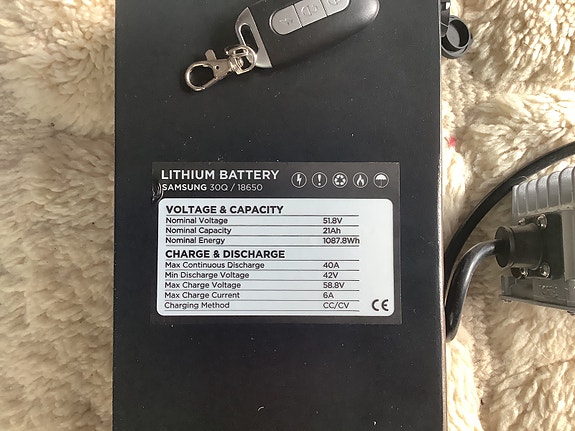 LITHIUM BATTERY
SAMSUNG 30Q / 18650
VOLTAGE & CAPACITY
Nominal Voltage 51.8V
Nominal Capacity 21Ah
Nominal Energy 1087.8Wh
CHARGE & DISCHARGE
Max Continuous Discharge 40A
Min Discharge Voltage 42V
Max Charge Voltage 58.8V
Max Charge Current 6A
Charging Method CC/CV
CE